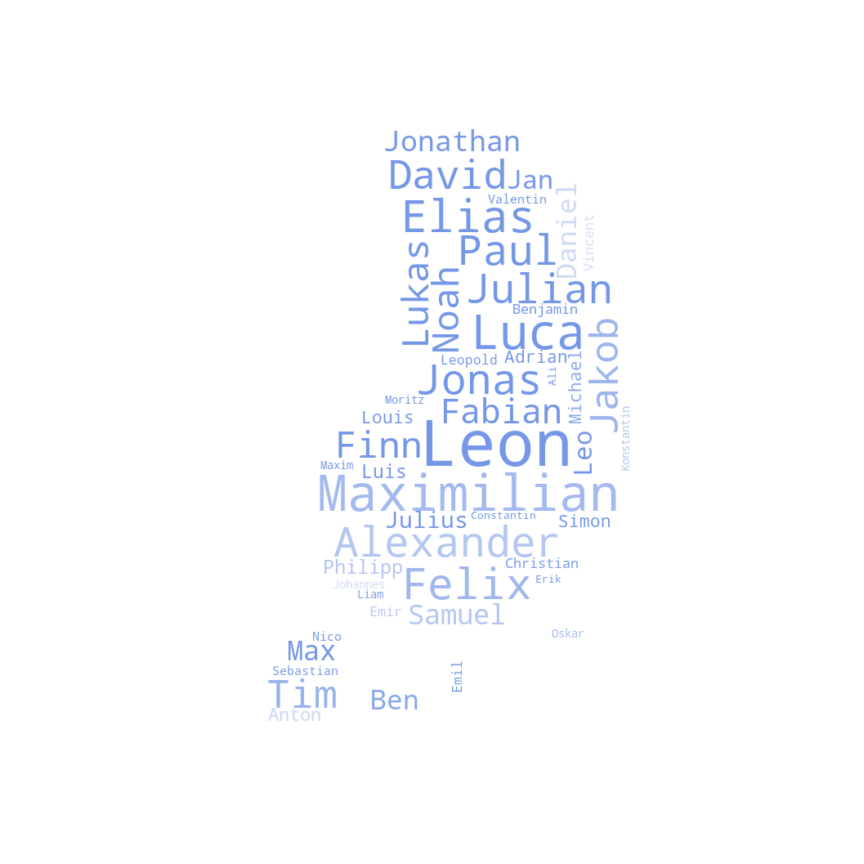 Jonathan
David
Jan
Valentin
Daniel
Elias
Vincent
Paul
Lukas
Noah
Julian
Benjamin
Luca
Jakob
Adrian
Leopold
Michael
Ali
Jonas
Moritz
Fabian
Louis
Konstantin
Leon
Finn
Leo
Maxim
Luis
Maximilian
Constantin
Julius
Simon
Alexander
Christian
Philipp
Erik
Johannes
Felix
Liam
Emir
Samuel
Oskar
Nico
Max
Emil
Sebastian
Tim
Ben
Anton